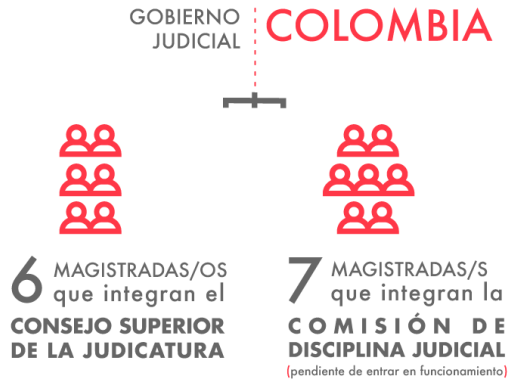 GOBIERNO
JUDICIAL
COLOMBIA
6 MAGISTRADAS/OS
que integran el
CONSEJO SUPERIOR
DE LA JUDICATURA
7 MAGISTRADAS/S
que integran la
COMISIÓN DE
DISCIPLINA JUDICIAL
(pendiente de entrar en funcionamiento)